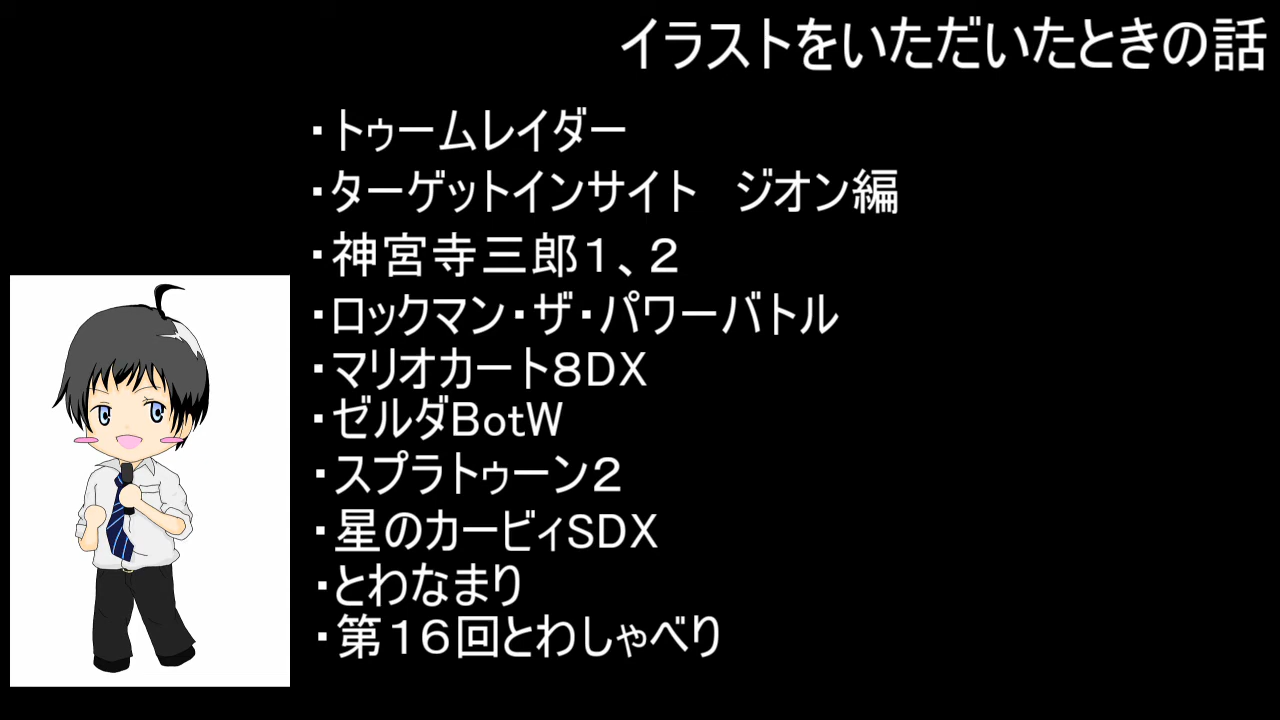 イラストをいただいたときの話
・トゥームレイダー
・ターゲットインサイト　ジオン編
・神宮寺三郎１、２
・ロックマン・ザ・パワーバトル
・マリオカート８DX
・ゼルダBotW
・スプラトゥーン２
・星のカービィSDX
・とわなまり
・第１６回とわしゃべり